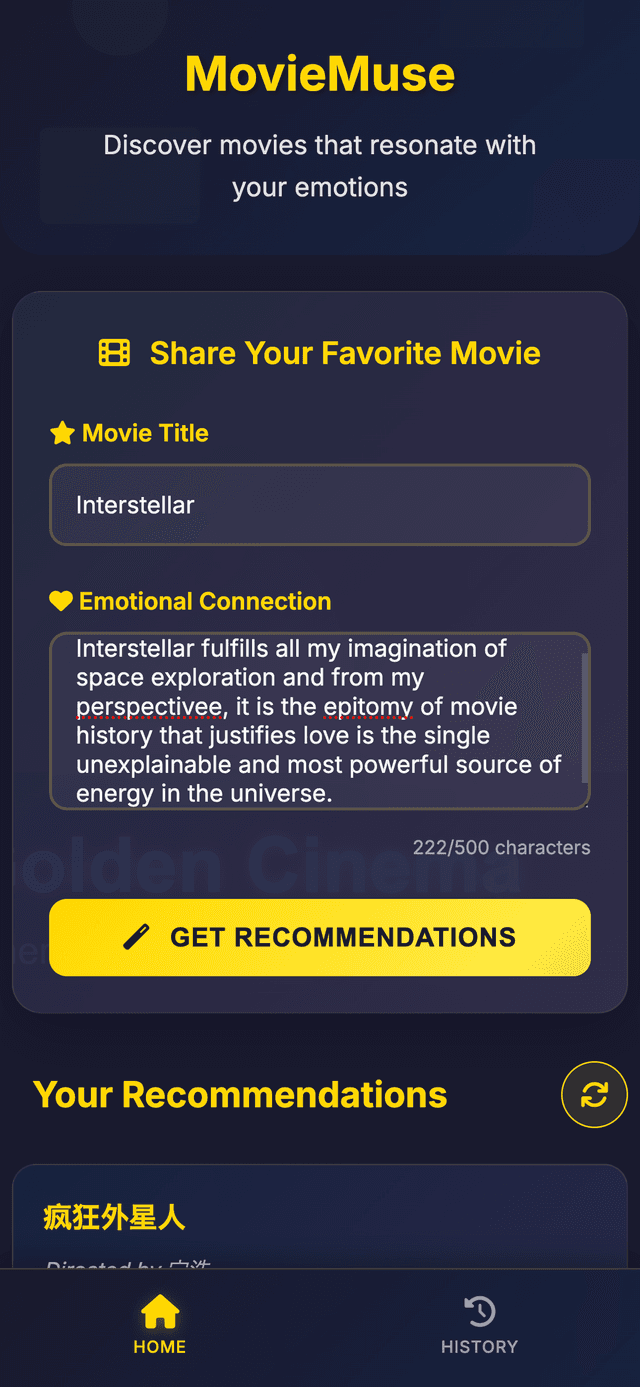 MovieMuse
Discover movies that resonate with
your emotions
Share Your Favorite Movie
Movie Title
Interstellar
Emotional Connection
Interstellar fulfills all my imagination of
space exploration and from my
perspectivee, it is the epitomy of movie
history that justifies love is the single
unexplainable and most powerful source of
energy in the universe.
222/500 characters
olden Cinema
GET RECOMMENDATIONS
Your Recommendations
疯狂外星人
Directed by 宁浩
HOME
HISTORY